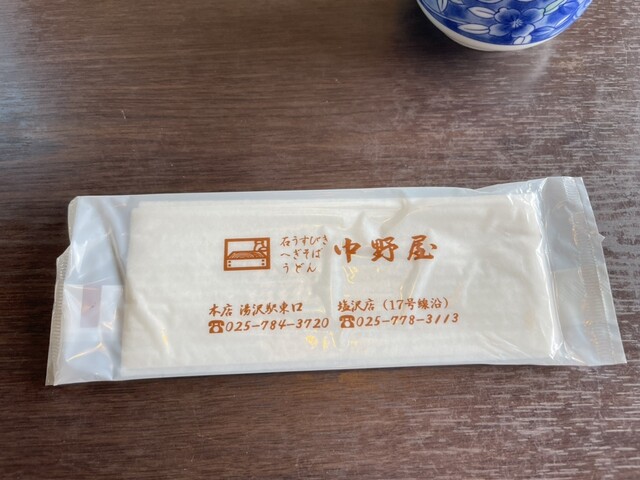 石うすびき
へぎそば
うどん
中野屋
本店 湯沢駅東口
☎025-784-3720
塩沢店 (17号線沿)
☎025-778-3113